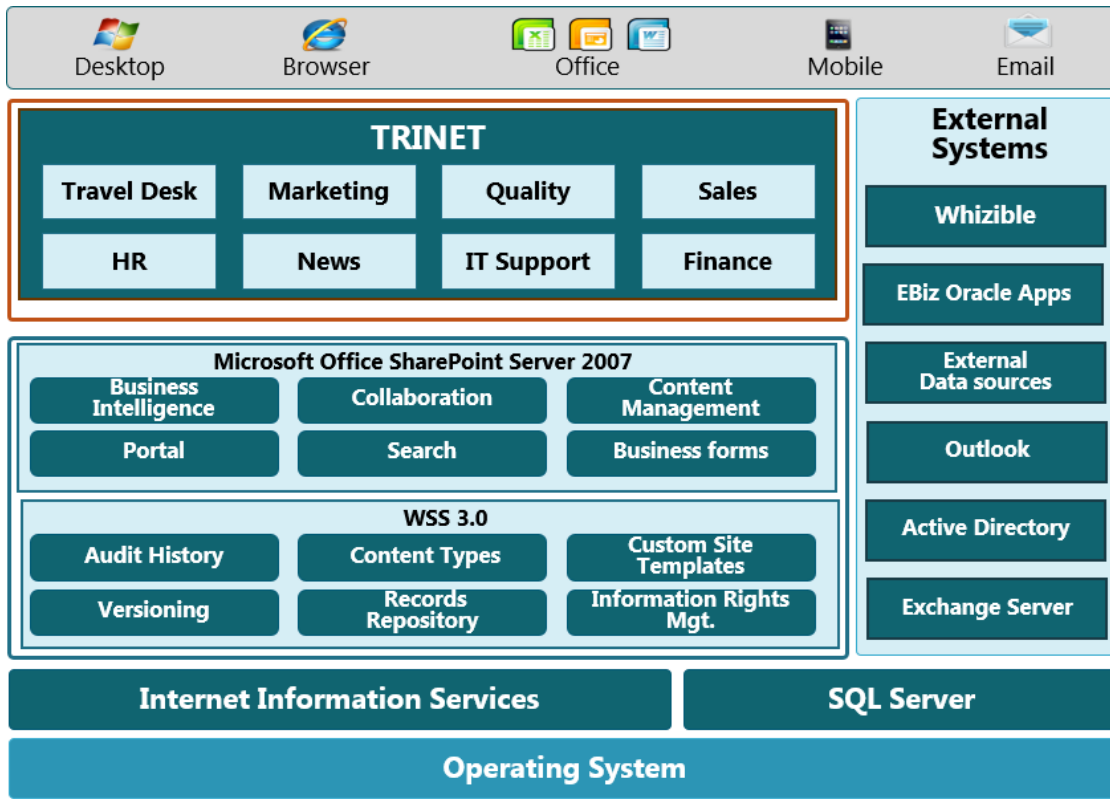 Desktop
Browser
Office
Mobile
Email
TRINET
Travel Desk
Marketing
Quality
Sales
HR
News
IT Support
Finance
Microsoft Office SharePoint Server 2007
Business
Intelligence
Collaboration
Content
Management
Portal
Search
Business forms
WSS 3.0
Audit History
Content Types
Custom Site
Templates
Versioning
Records
Repository
Information Rights
Mgt.
External
Systems
Whizible
EBiz Oracle Apps
External
Data sources
Outlook
Active Directory
Exchange Server
Internet Information Services
SQL Server
Operating System